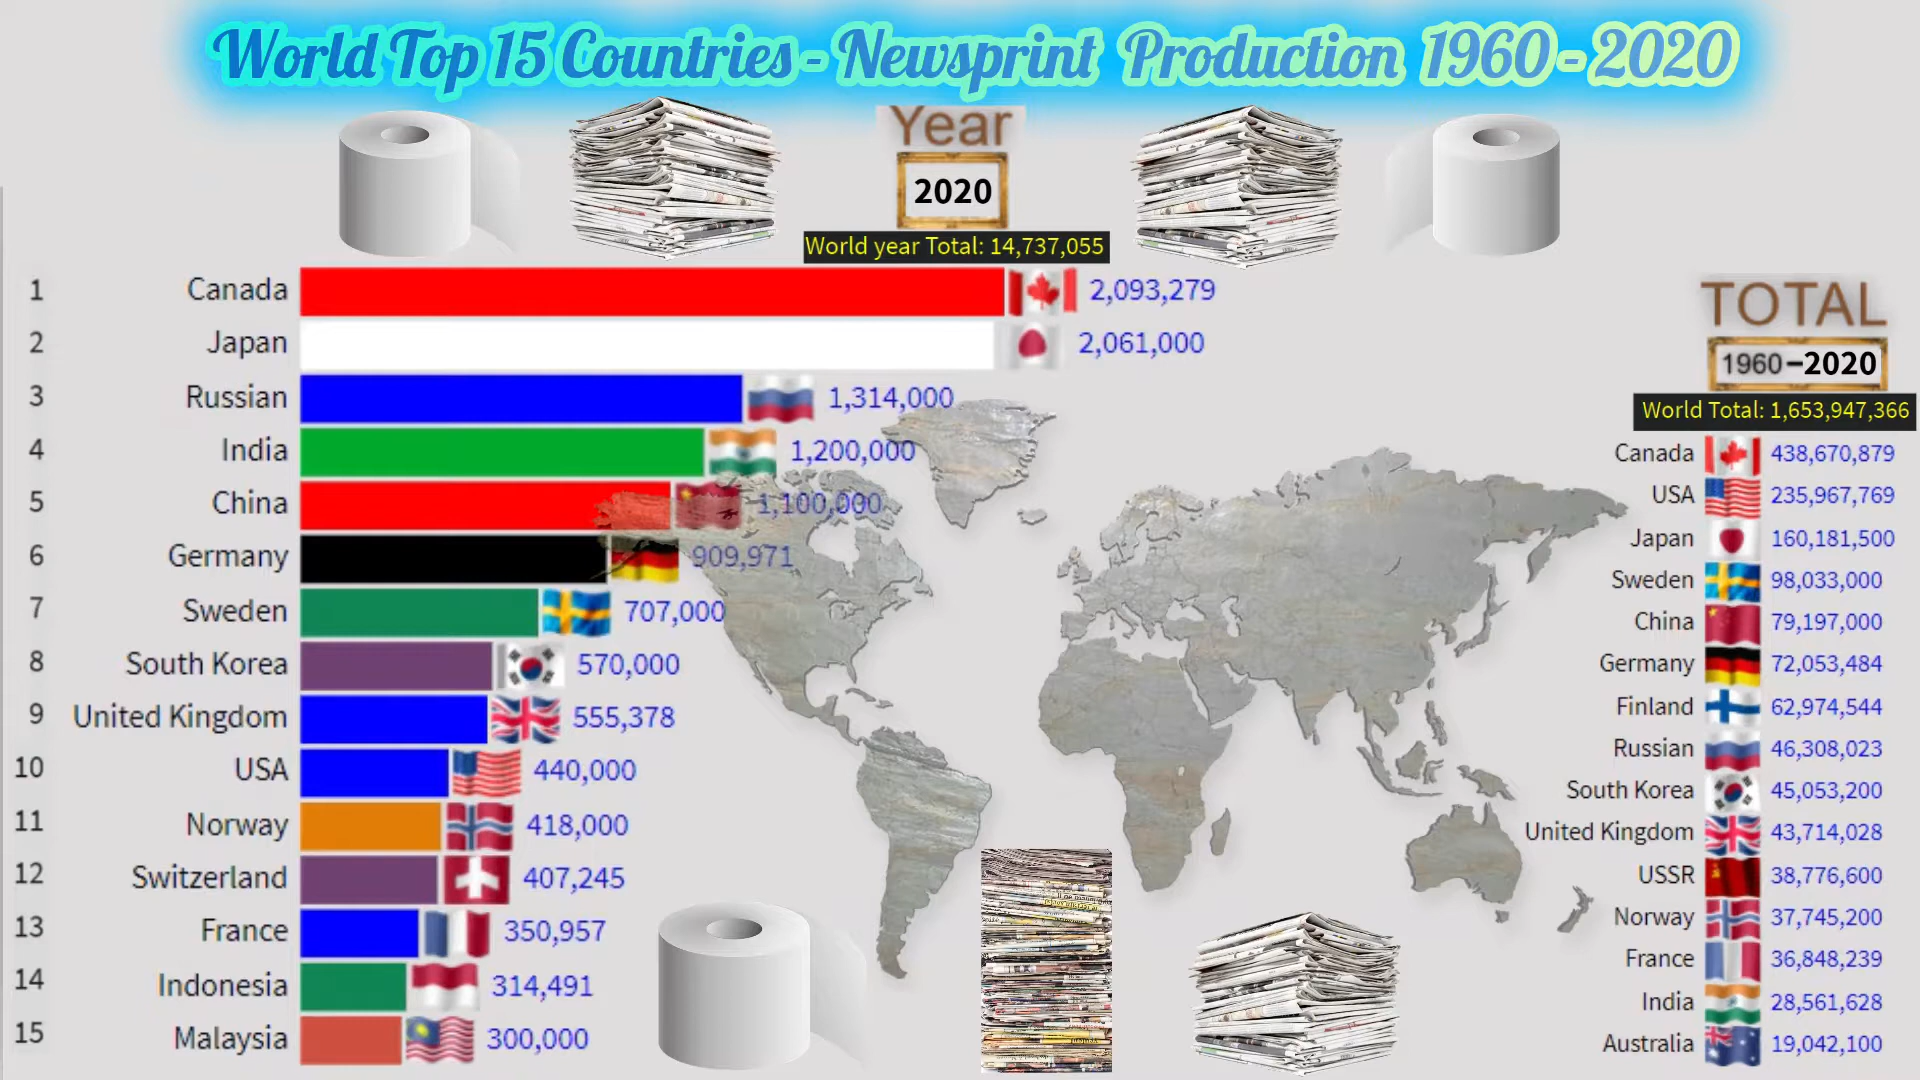 World Top 15 Countries - Newsprint Production 1960 - 2020
Year
2020
World year Total: 14,737,055
1 Canada 2,093,279
2 Japan 2,061,000
3 Russian 1,314,000
4 India 1,200,000
5 China 1,100,000
6 Germany 909,971
7 Sweden 707,000
8 South Korea 570,000
9 United Kingdom 555,378
10 USA 440,000
11 Norway 418,000
12 Switzerland 407,245
13 France 350,957
14 Indonesia 314,491
15 Malaysia 300,000
TOTAL
1960 – 2020
World Total: 1,653,947,366
Canada 438,670,879
USA 235,967,769
Japan 160,181,500
Sweden 98,033,000
China 79,197,000
Germany 72,053,484
Finland 62,974,544
Russian 46,308,023
South Korea 45,053,200
United Kingdom 43,714,028
USSR 38,776,600
Norway 37,745,200
France 36,848,239
India 28,561,628
Australia 19,042,100